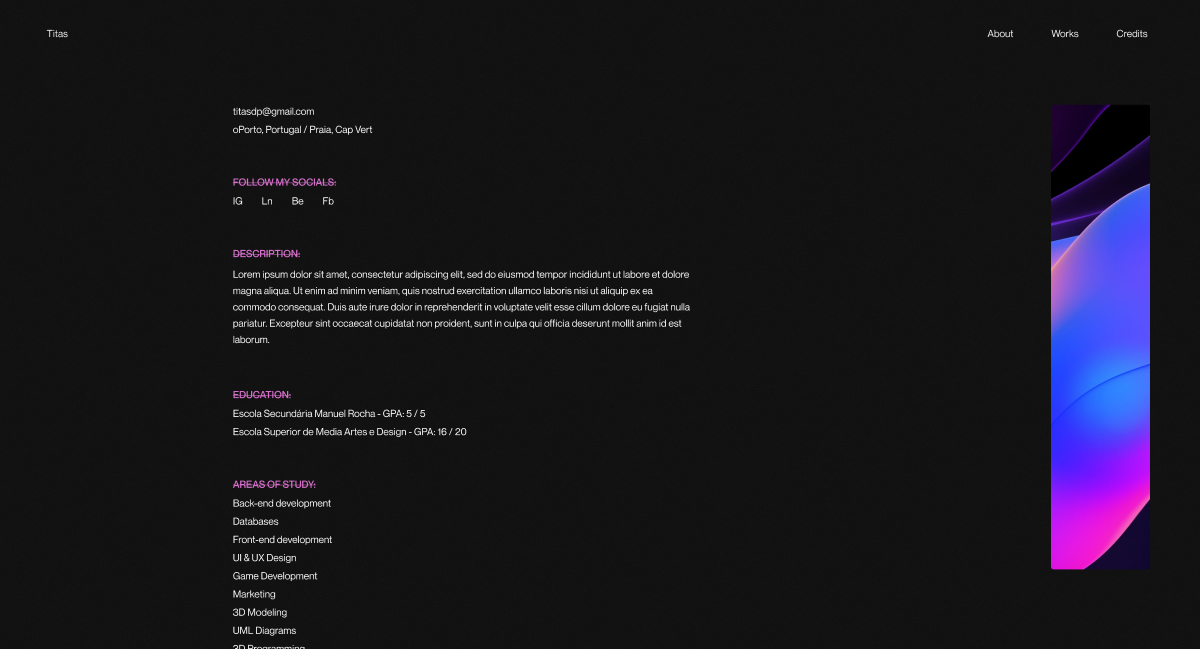 Titas
About
Works
Credits
titasdp@gmail.com
oPorto, Portugal / Praia, Cap Vert
FOLLOW MY SOCIALS:
IG Ln Be Fb
DESCRIPTION:
Lorem ipsum dolor sit amet, consectetur adipiscing elit, sed do eiusmod tempor incididunt ut labore et dolore
magna aliqua. Ut enim ad minim veniam, quis nostrud exercitation ullamco laboris nisi ut aliquip ex ea
commodo consequat. Duis aute irure dolor in reprehenderit in voluptate velit esse cillum dolore eu fugiat nulla
pariatur. Excepteur sint occaecat cupidatat non proident, sunt in culpa qui officia deserunt mollit anim id est
laborum.
EDUCATION:
Escola Secundária Manuel Rocha - GPA: 5 / 5
Escola Superior de Media Artes e Design - GPA: 16 / 20
AREAS OF STUDY:
Back-end development
Databases
Front-end development
UI & UX Design
Game Development
Marketing
3D Modeling
UML Diagrams
3D Programming